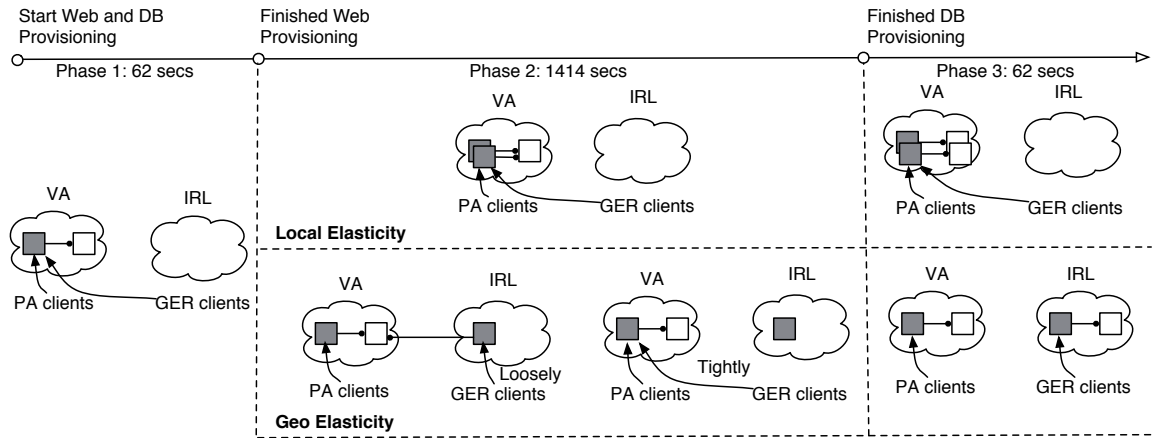 Start Web and DB
Provisioning
Finished Web
Provisioning
Finished DB
Provisioning
Phase 1: 62 secs
Phase 2: 1414 secs
Phase 3: 62 secs
VA
IRL
PA clients
GER clients
VA
IRL
PA clients
GER clients
Local Elasticity
VA
IRL
PA clients
GER clients
VA
IRL
PA clients
Loosely
GER clients
VA
IRL
Tightly
PA clients
GER clients
Geo Elasticity
VA
IRL
PA clients
GER clients